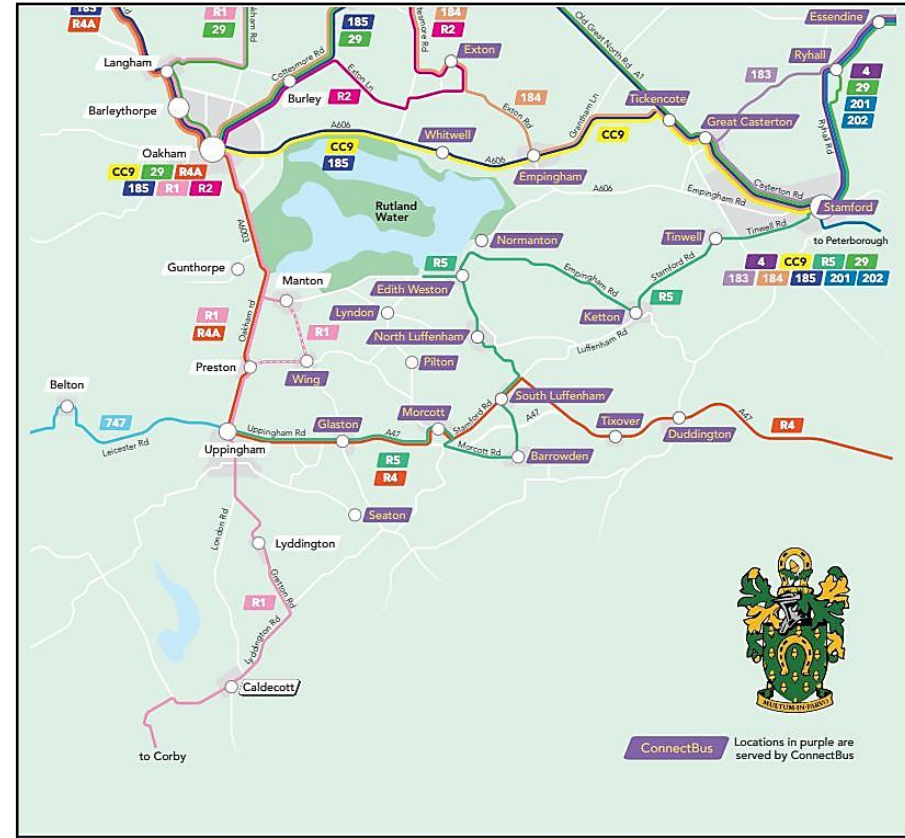 185
R4A
R1
29
Oakham Rd
185
29
Cottesmore Rd
184
R2
Exton
Old Great North Rd
A1
Essendine
Ryhall
183
4
29
201
202
Ryhall Rd
Langham
Barleythorpe
Cottesmore Rd
Burley
R2
Exton Ln
184
Exton Rd
Grantham Ln
Tickencote
Great Casterton
CC9
Oakham
CC9 29 R4A
185 R1 R2
A606
CC9
185
Whitwell
A606
Empingham
A606
Empingham Rd
Casterton Rd
Stamford
Tinwell Rd
to Peterborough
4 CC9 R5 29
183 184 185 201 202
Rutland
Water
Normanton
Tinwell
Stamford Rd
A6003
Gunthorpe
Manton
R5
Edith Weston
Empingham Rd
R5
Ketton
Luffenham Rd
Lyndon
North Luffenham
R1
R4A
Oakham rd
R1
Preston
Wing
Pilton
Belton
747
Leicester Rd
Uppingham
Uppingham Rd
Glaston
A47
Morcott
Stamford Rd
South Luffenham
A47
Tixover
Duddington
A47
R4
R5
R4
Morcott Rd
Barrowden
Seaton
London Rd
Lyddington
Gretton Rd
R1
Lyddington Rd
Caldecott
to Corby
MULTUM·IN·PARVO
ConnectBus
Locations in purple are
served by ConnectBus